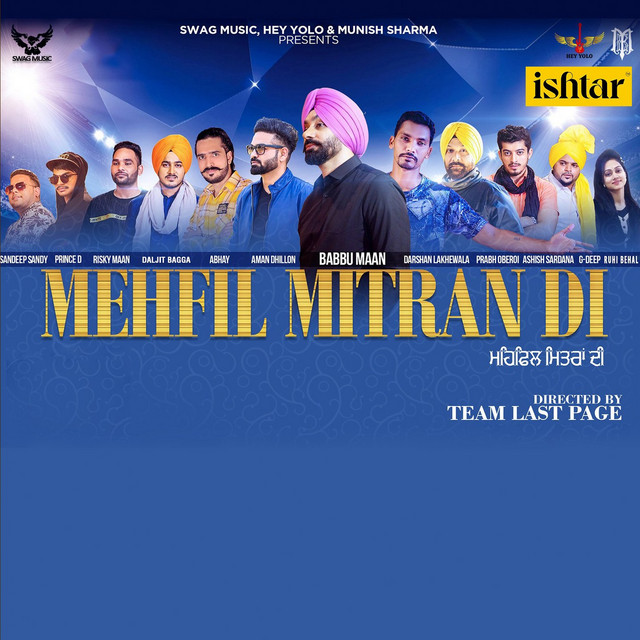 SWAG MUSIC, HEY YOLO & MUNISH SHARMA
PRESENTS
SWAG MUSIC
HEY YOLO
ishtar
SANDEEP SANDY PRINCE D RISKY MAAN DALJIT BAGGA ABHAY AMAN DHILLON BABBU MAAN DARSHAN LAKHEWALA PRABH OBEROI ASHISH SARDANA G-DEEP RUHI BEHAL
MEHFIL MITRAN DI
ਮਹਿਫਿਲ ਮਿਤਰਾਂ ਦੀ
DIRECTED BY
TEAM LAST PAGE